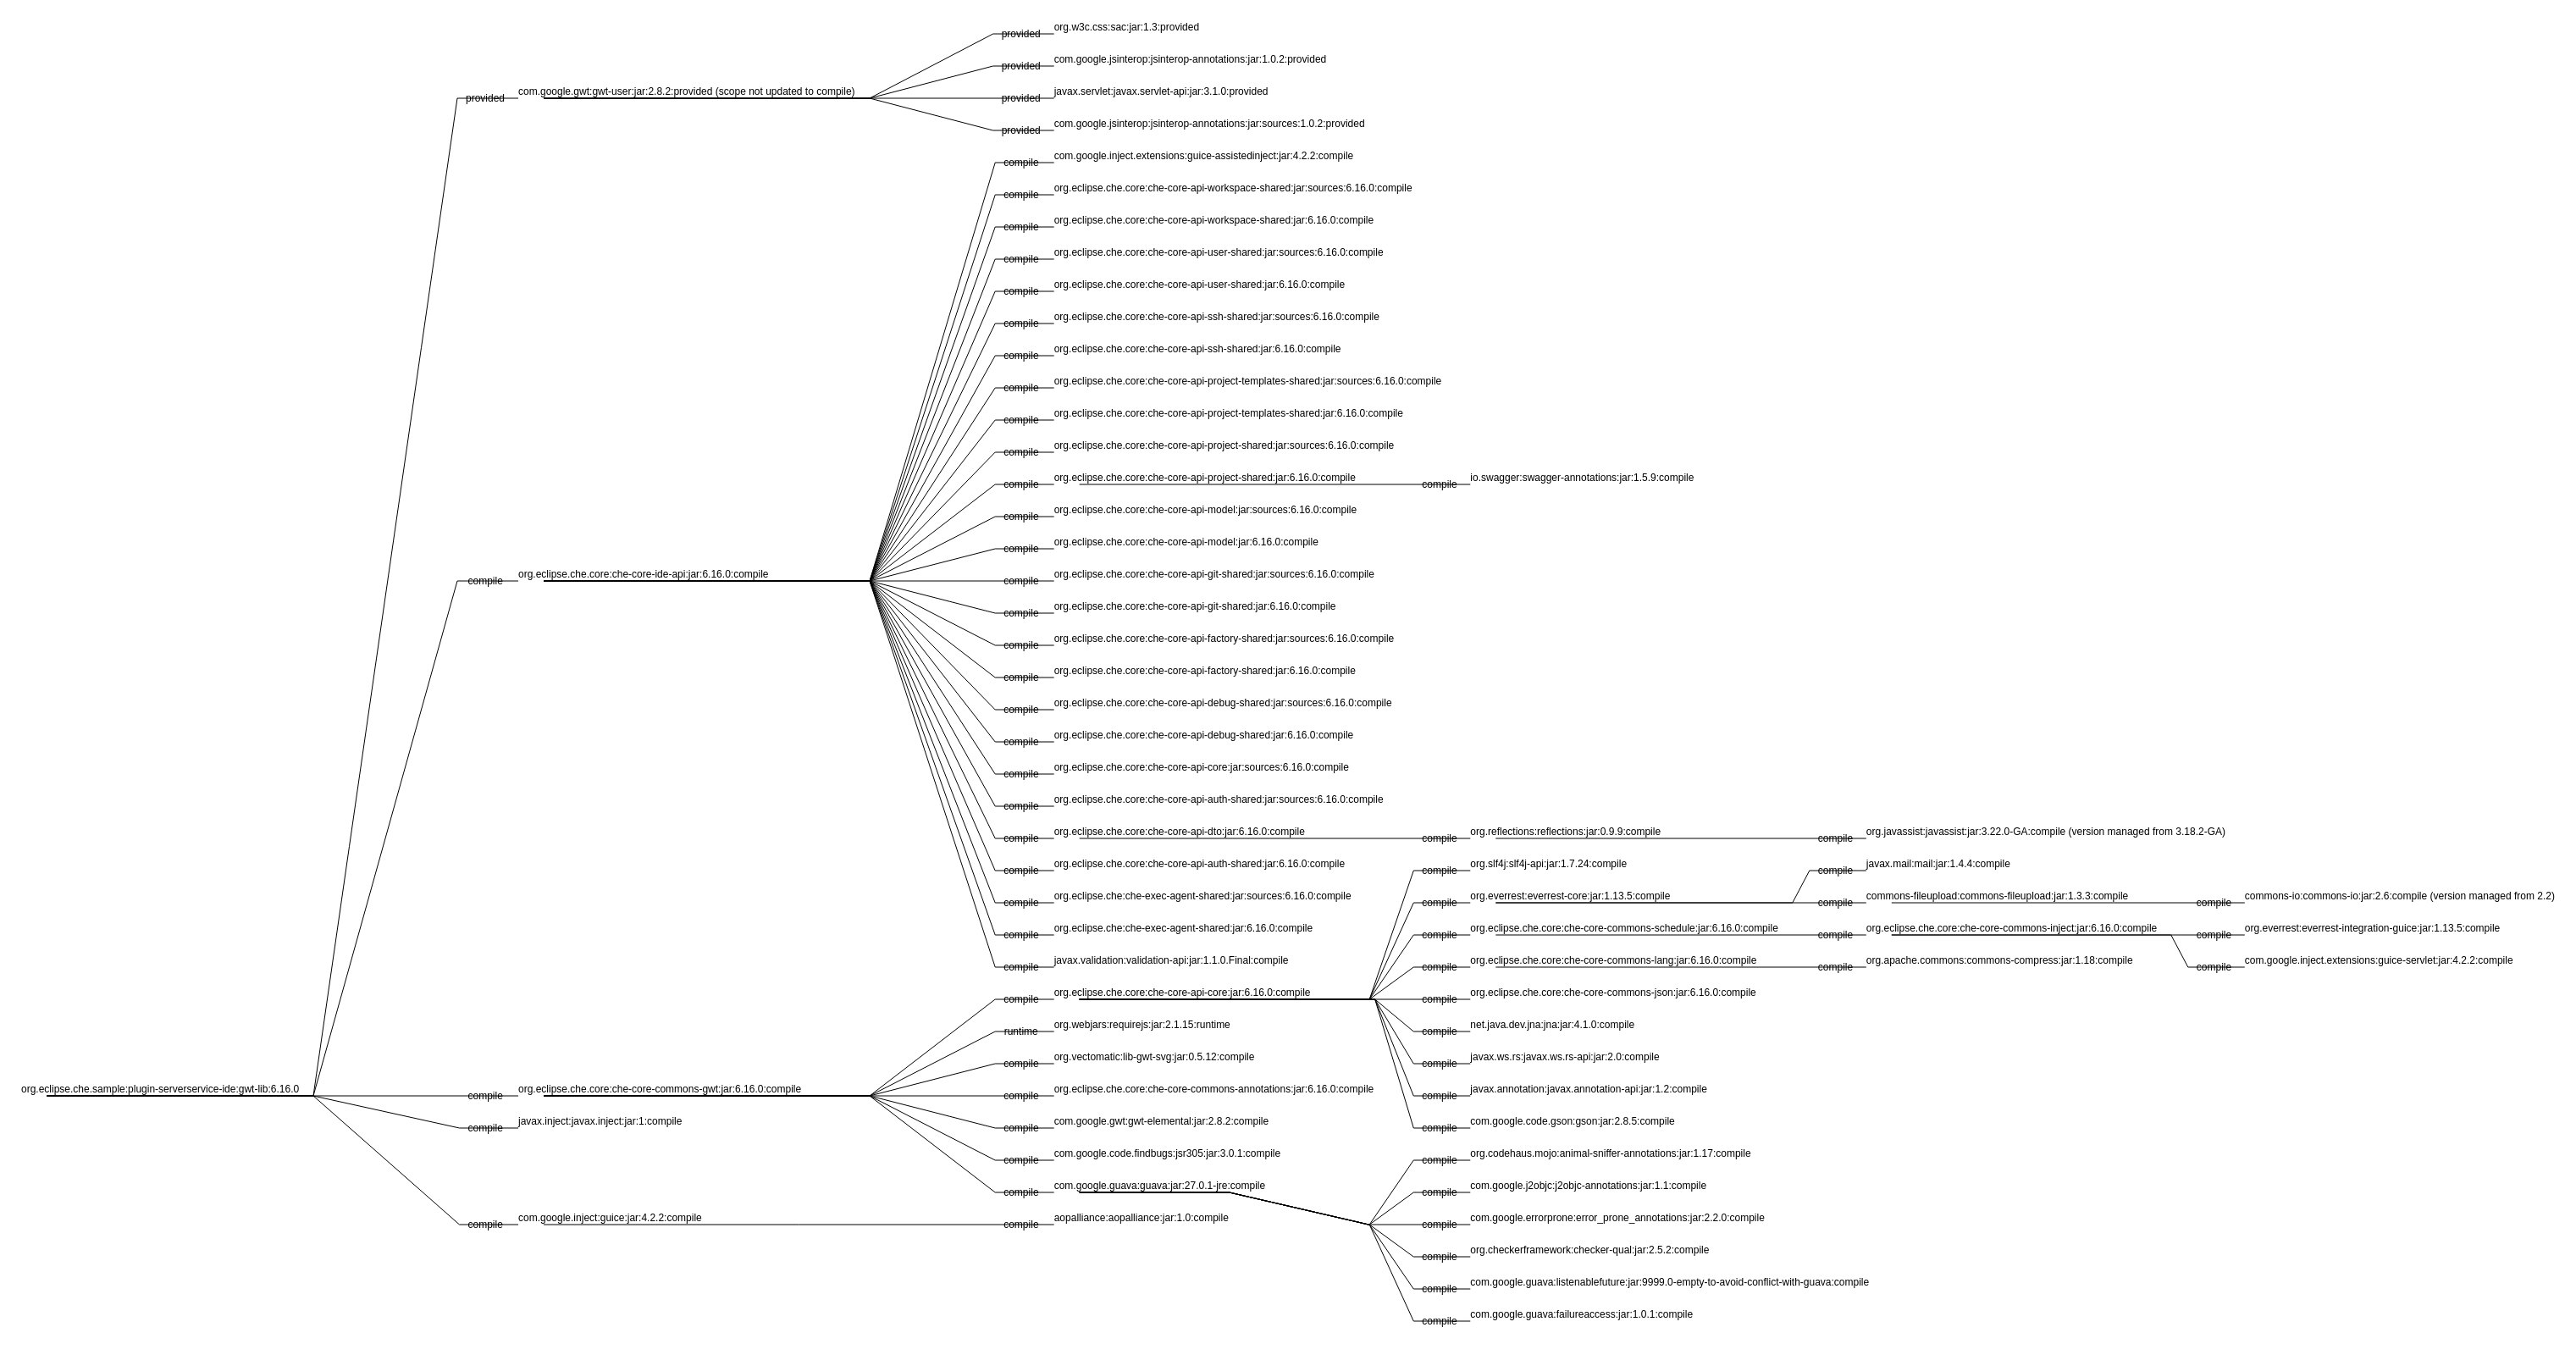 org.w3c.css:sac:jar:1.3:provided
provided
com.google.jsinterop:jsinterop-annotations:jar:1.0.2:provided
provided
com.google.gwt:gwt-user:jar:2.8.2:provided (scope not updated to compile)
provided
javax.servlet:javax.servlet-api:jar:3.1.0:provided
provided
com.google.jsinterop:jsinterop-annotations:jar:sources:1.0.2:provided
provided
com.google.inject.extensions:guice-assistedinject:jar:4.2.2:compile
compile
org.eclipse.che.core:che-core-api-workspace-shared:jar:sources:6.16.0:compile
compile
org.eclipse.che.core:che-core-api-workspace-shared:jar:6.16.0:compile
compile
org.eclipse.che.core:che-core-api-user-shared:jar:sources:6.16.0:compile
compile
org.eclipse.che.core:che-core-api-user-shared:jar:6.16.0:compile
compile
org.eclipse.che.core:che-core-api-ssh-shared:jar:sources:6.16.0:compile
compile
org.eclipse.che.core:che-core-api-ssh-shared:jar:6.16.0:compile
compile
org.eclipse.che.core:che-core-api-project-templates-shared:jar:sources:6.16.0:compile
compile
org.eclipse.che.core:che-core-api-project-templates-shared:jar:6.16.0:compile
compile
org.eclipse.che.core:che-core-api-project-shared:jar:sources:6.16.0:compile
compile
org.eclipse.che.core:che-core-api-project-shared:jar:6.16.0:compile
compile
io.swagger:swagger-annotations:jar:1.5.9:compile
compile
org.eclipse.che.core:che-core-api-model:jar:sources:6.16.0:compile
compile
org.eclipse.che.core:che-core-api-model:jar:6.16.0:compile
compile
org.eclipse.che.core:che-core-ide-api:jar:6.16.0:compile
compile
org.eclipse.che.core:che-core-api-git-shared:jar:sources:6.16.0:compile
compile
org.eclipse.che.core:che-core-api-git-shared:jar:6.16.0:compile
compile
org.eclipse.che.core:che-core-api-factory-shared:jar:sources:6.16.0:compile
compile
org.eclipse.che.core:che-core-api-factory-shared:jar:6.16.0:compile
compile
org.eclipse.che.core:che-core-api-debug-shared:jar:sources:6.16.0:compile
compile
org.eclipse.che.core:che-core-api-debug-shared:jar:6.16.0:compile
compile
org.eclipse.che.core:che-core-api-core:jar:sources:6.16.0:compile
compile
org.eclipse.che.core:che-core-api-auth-shared:jar:sources:6.16.0:compile
compile
org.eclipse.che.core:che-core-api-dto:jar:6.16.0:compile
compile
org.reflections:reflections:jar:0.9.9:compile
compile
org.javassist:javassist:jar:3.22.0-GA:compile (version managed from 3.18.2-GA)
compile
org.eclipse.che.core:che-core-api-auth-shared:jar:6.16.0:compile
compile
org.slf4j:slf4j-api:jar:1.7.24:compile
compile
javax.mail:mail:jar:1.4.4:compile
compile
org.eclipse.che:che-exec-agent-shared:jar:sources:6.16.0:compile
compile
org.everrest:everrest-core:jar:1.13.5:compile
compile
commons-fileupload:commons-fileupload:jar:1.3.3:compile
compile
commons-io:commons-io:jar:2.6:compile (version managed from 2.2)
compile
org.eclipse.che:che-exec-agent-shared:jar:6.16.0:compile
compile
org.eclipse.che.core:che-core-commons-schedule:jar:6.16.0:compile
compile
org.eclipse.che.core:che-core-commons-inject:jar:6.16.0:compile
compile
org.everrest:everrest-integration-guice:jar:1.13.5:compile
compile
javax.validation:validation-api:jar:1.1.0.Final:compile
compile
org.eclipse.che.core:che-core-commons-lang:jar:6.16.0:compile
compile
org.apache.commons:commons-compress:jar:1.18:compile
compile
com.google.inject.extensions:guice-servlet:jar:4.2.2:compile
compile
org.eclipse.che.core:che-core-api-core:jar:6.16.0:compile
compile
org.eclipse.che.core:che-core-commons-json:jar:6.16.0:compile
compile
org.webjars:requirejs:jar:2.1.15:runtime
runtime
net.java.dev.jna:jna:jar:4.1.0:compile
compile
org.vectomatic:lib-gwt-svg:jar:0.5.12:compile
compile
javax.ws.rs:javax.ws.rs-api:jar:2.0:compile
compile
org.eclipse.che.sample:plugin-serverservice-ide:gwt-lib:6.16.0
org.eclipse.che.core:che-core-commons-gwt:jar:6.16.0:compile
compile
org.eclipse.che.core:che-core-commons-annotations:jar:6.16.0:compile
compile
javax.annotation:javax.annotation-api:jar:1.2:compile
compile
javax.inject:javax.inject:jar:1:compile
compile
com.google.gwt:gwt-elemental:jar:2.8.2:compile
compile
com.google.code.gson:gson:jar:2.8.5:compile
compile
com.google.code.findbugs:jsr305:jar:3.0.1:compile
compile
org.codehaus.mojo:animal-sniffer-annotations:jar:1.17:compile
compile
com.google.guava:guava:jar:27.0.1-jre:compile
compile
com.google.j2objc:j2objc-annotations:jar:1.1:compile
compile
com.google.inject:guice:jar:4.2.2:compile
compile
aopalliance:aopalliance:jar:1.0:compile
compile
com.google.errorprone:error_prone_annotations:jar:2.2.0:compile
compile
org.checkerframework:checker-qual:jar:2.5.2:compile
compile
com.google.guava:listenablefuture:jar:9999.0-empty-to-avoid-conflict-with-guava:compile
compile
com.google.guava:failureaccess:jar:1.0.1:compile
compile